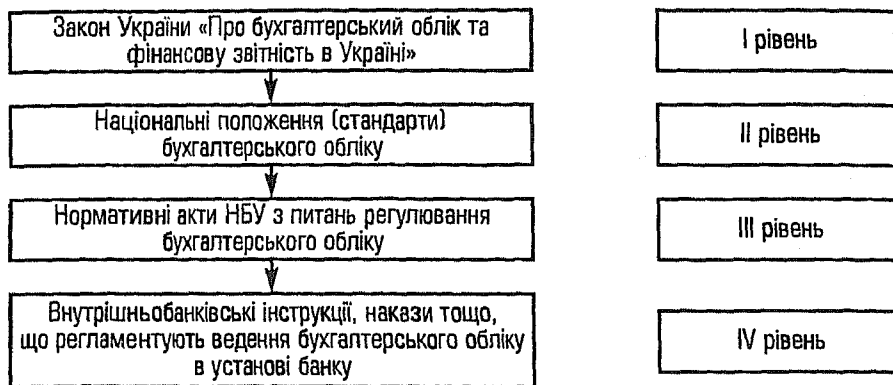 Закон України «Про бухгалтерський облік та
фінансову звітність в Україні»
І рівень
Національні положення (стандарти)
бухгалтерського обліку
ІІ рівень
Нормативні акти НБУ з питань регулювання
бухгалтерського обліку
ІІІ рівень
Внутрішньобанківські інструкції, накази тощо,
що регламентують ведення бухгалтерського обліку
в установі банку
IV рівень